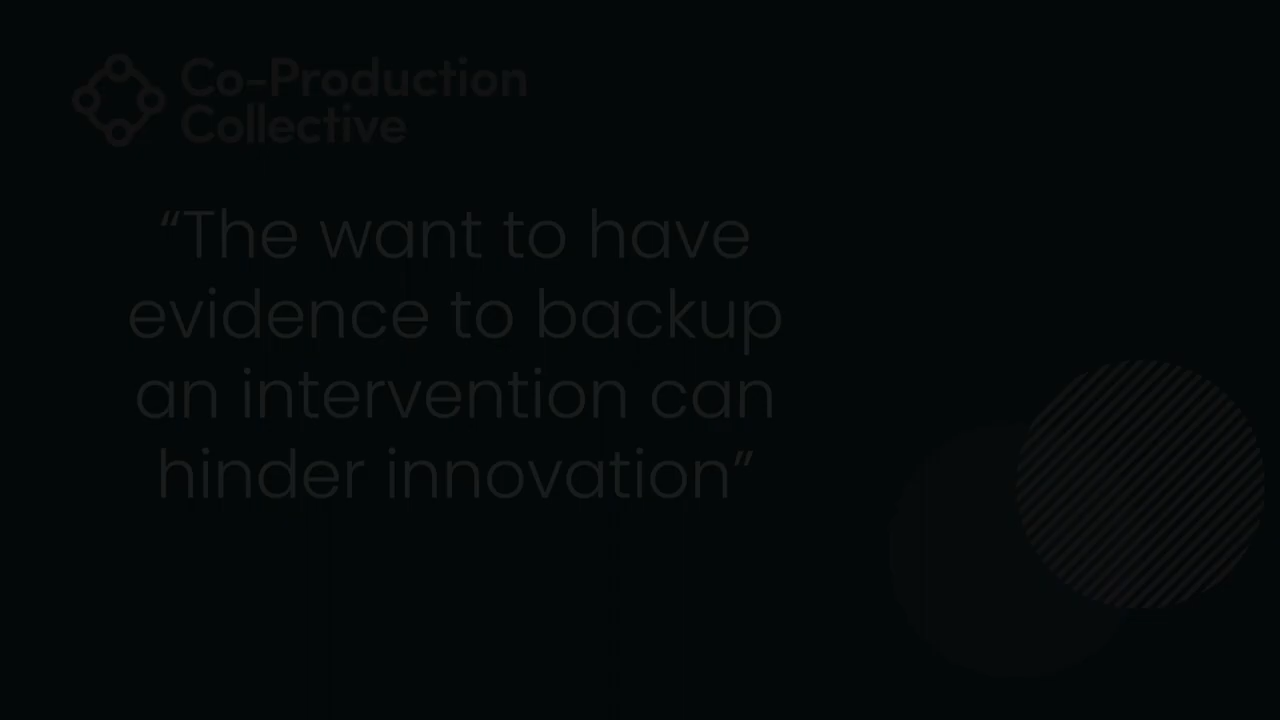 Co-Production
Collective
“The want to have
evidence to backup
an intervention can
hinder innovation”